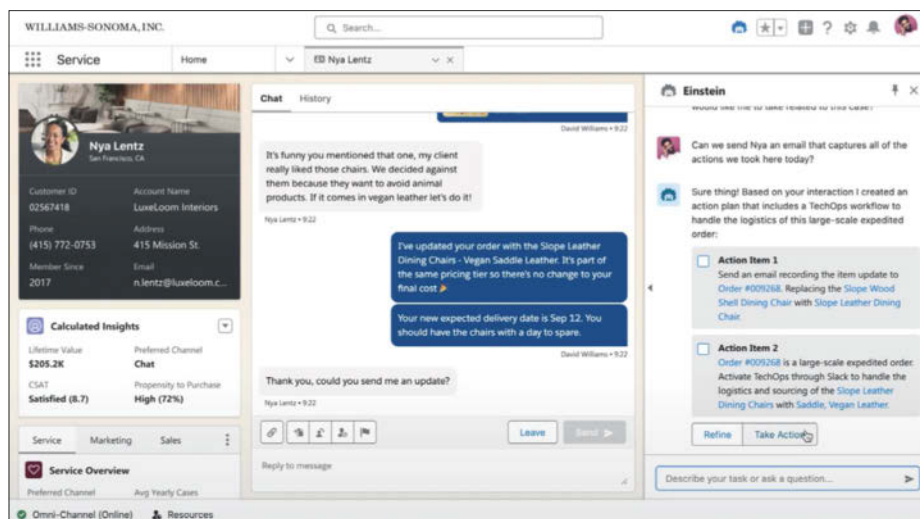 WILLIAMS-SONOMA, INC.
Search...
Service
Home
Nya Lentz
Nya Lentz
San Francisco, CA
Customer ID
Account Name
02567418
LuxeLoom Interiors
Phone
Address
(415) 772-0753
415 Mission St.
Member Since
Email
2017
n.lentz@luxeloom.c...
Calculated Insights
Lifetime Value
Preferred Channel
$205.2K
Chat
CSAT
Propensity to Purchase
Satisfied (8.7)
High (72%)
Service
Marketing
Sales
Service Overview
Preferred Channel
Avg Yearly Cases
Omni-Channel (Online)
Resources
Chat
History
David Williams • 9:22
It's funny you mentioned that one, my client
really liked those chairs. We decided against
them because they want to avoid animal
products. If it comes in vegan leather let's do it!
Nya Lentz • 9:22
I've updated your order with the Slope Leather
Dining Chairs - Vegan Saddle Leather. It's part of
the same pricing tier so there's no change to your
final cost
Your new expected delivery date is Sep 12. You
should have the chairs with a day to spare.
David Williams • 9:22
Thank you, could you send me an update?
Nya Lentz • 9:22
Leave
Send
Reply to message
Einstein
would like me to take related to this case?
Can we send Nya an email that captures all of the
actions we took here today?
Sure thing! Based on your interaction I created an
action plan that includes a TechOps workflow to
handle the logistics of this large-scale expedited
order:
Action Item 1
Send an email recording the item update to
Order #009268. Replacing the Slope Wood
Shell Dining Chair with Slope Leather Dining
Chair.
Action Item 2
Order #009268 is a large-scale expedited order.
Activate TechOps through Slack to handle the
logistics and sourcing of the Slope Leather
Dining Chairs with Saddle, Vegan Leather.
Refine
Take Action
Describe your task or ask a question...